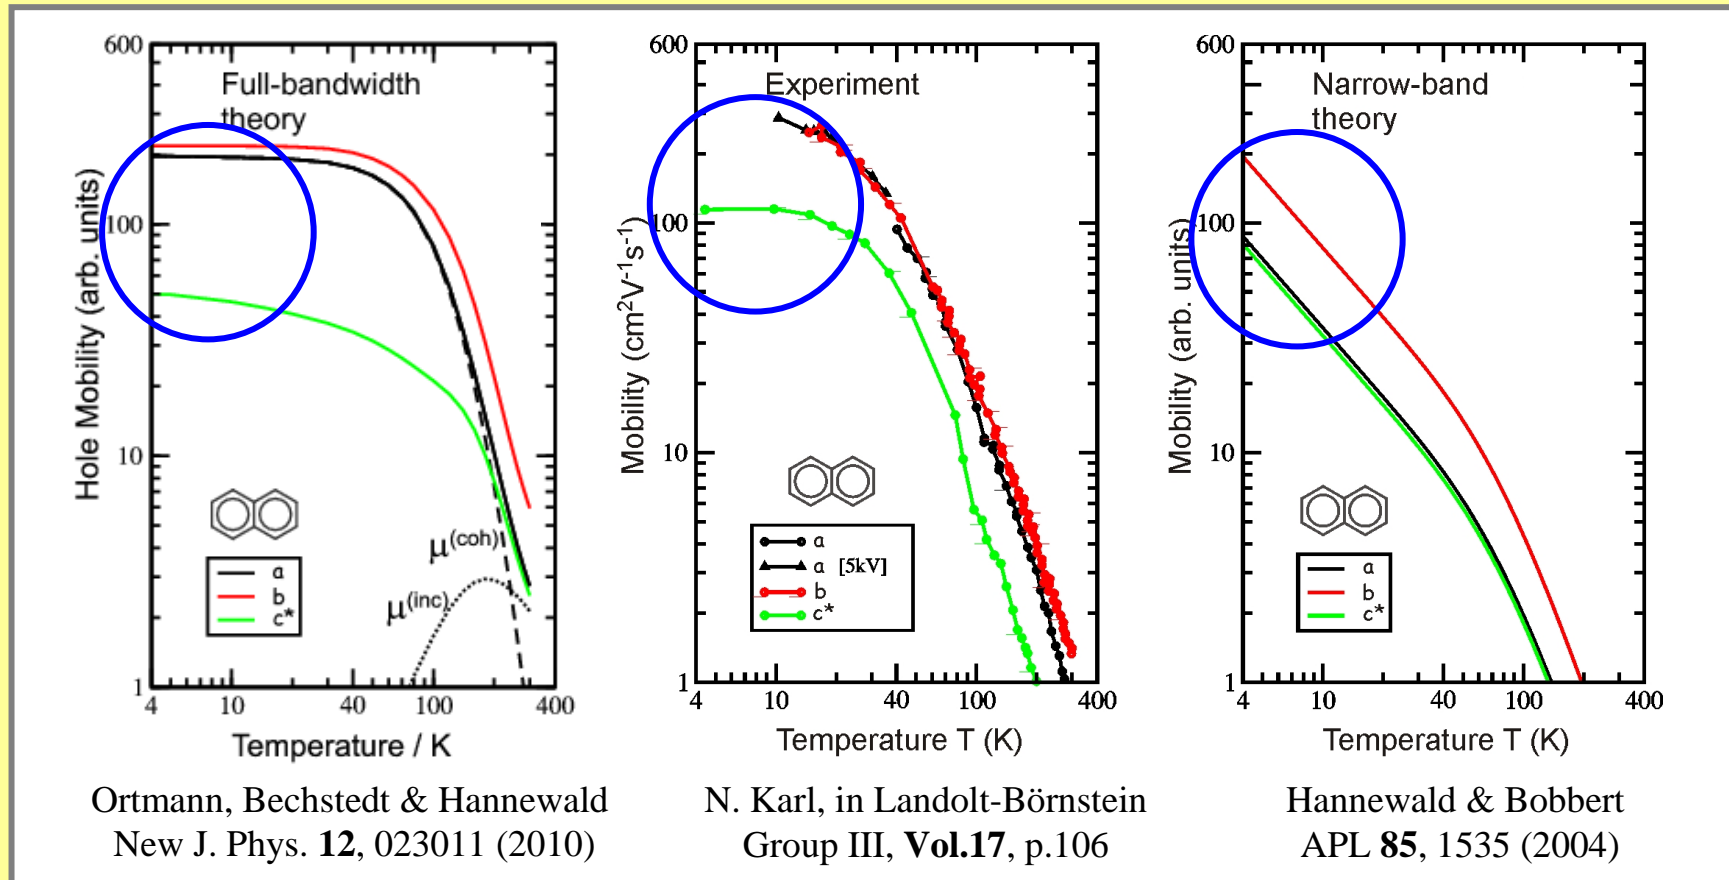 600
100
10
1
4
10
40
100
400
Full-bandwidth
theory
Hole Mobility (arb. units)
μ(coh)
μ(inc)
a
b
c*
Temperature / K
Ortmann, Bechstedt & Hannewald
New J. Phys. 12, 023011 (2010)
600
100
10
1
4
10
40
100
400
Experiment
Mobility (cm²V⁻¹s⁻¹)
a
a [5kV]
b
c*
Temperature T (K)
N. Karl, in Landolt-Börnstein
Group III, Vol.17, p.106
600
100
10
1
4
10
40
100
400
Narrow-band
theory
Mobility (arb. units)
a
b
c*
Temperature T (K)
Hannewald & Bobbert
APL 85, 1535 (2004)